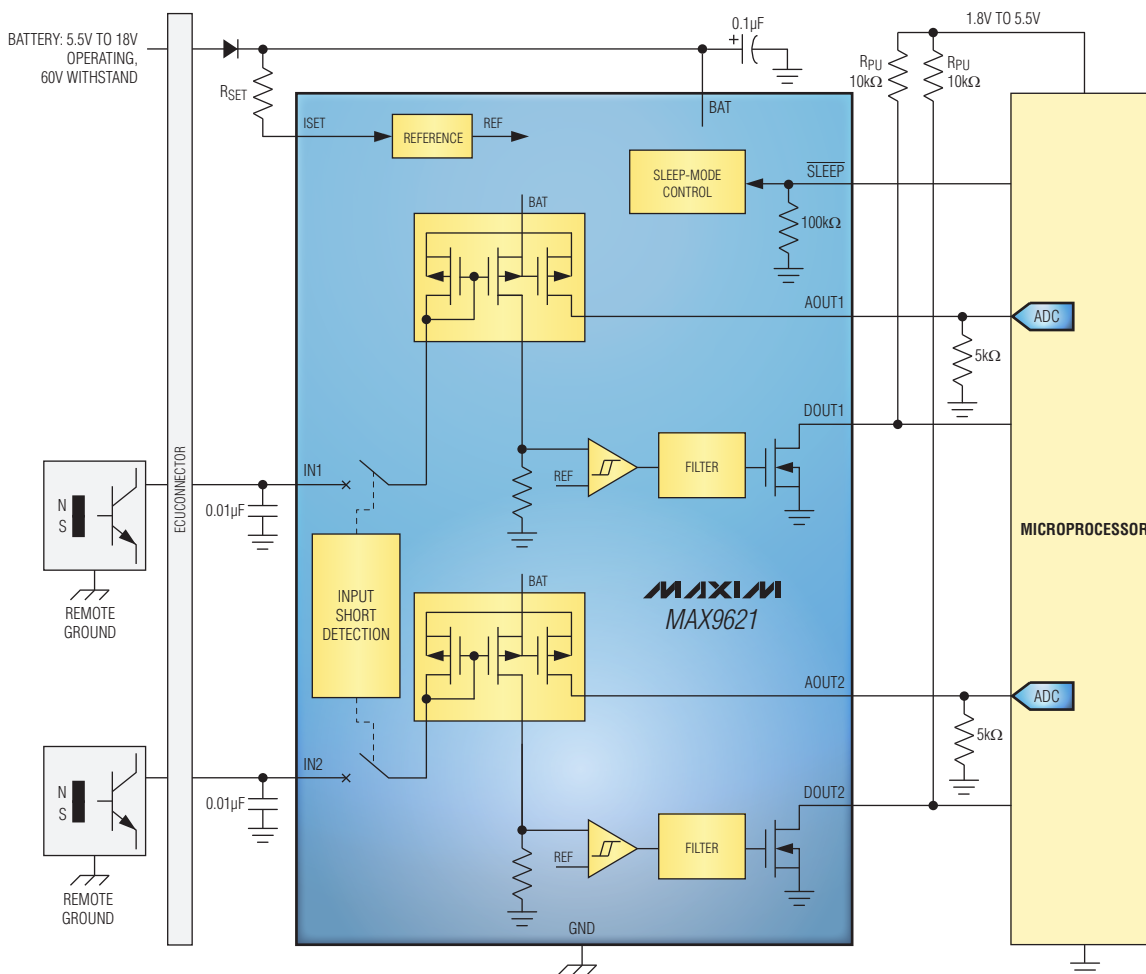 BATTERY: 5.5V TO 18V
OPERATING,
60V WITHSTAND
RSET
0.1µF
+
1.8V TO 5.5V
RPU
10kΩ
RPU
10kΩ
ISET
REFERENCE
REF
BAT
SLEEP-MODE
CONTROL
SLEEP
100kΩ
BAT
AOUT1
ADC
5kΩ
DOUT1
ECUCONNECTOR
N
S
REMOTE
GROUND
0.01µF
IN1
REF
FILTER
MICROPROCESSOR
INPUT
SHORT
DETECTION
BAT
MAXIM
MAX9621
AOUT2
ADC
5kΩ
N
S
REMOTE
GROUND
0.01µF
IN2
DOUT2
REF
FILTER
GND